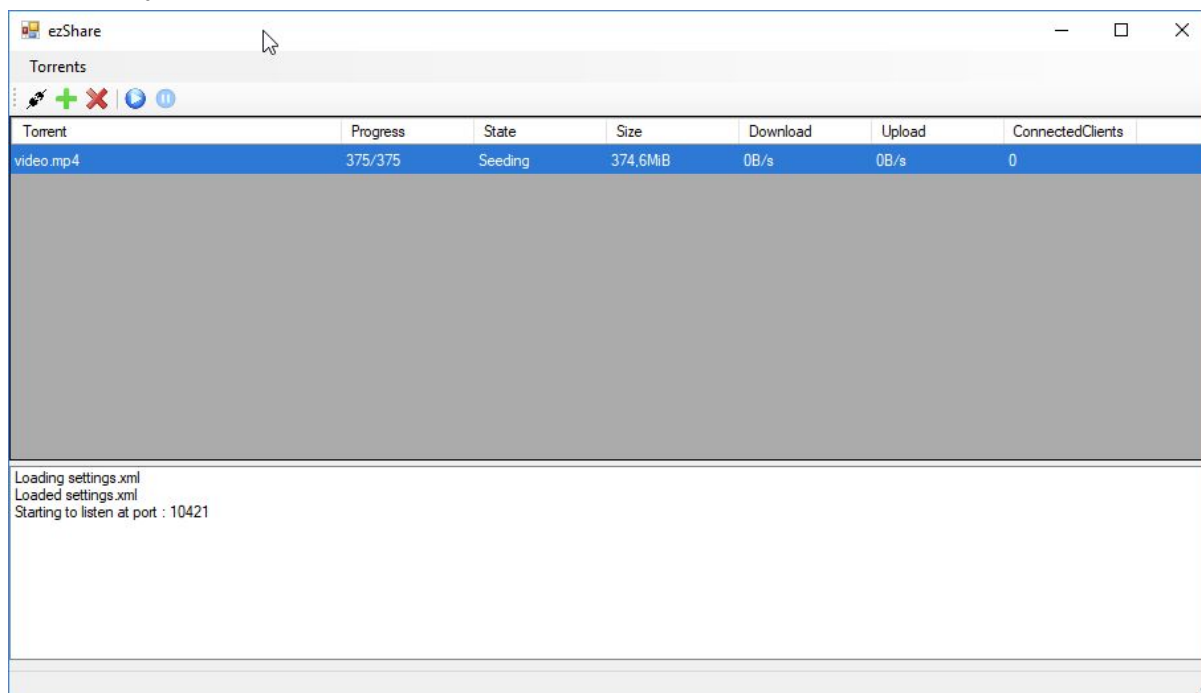 ezShare
Torrents
Torrent Progress State Size Download Upload ConnectedClients
video.mp4 375/375 Seeding 374,6MiB 0B/s 0B/s 0
Loading settings.xml
Loaded settings.xml
Starting to listen at port : 10421